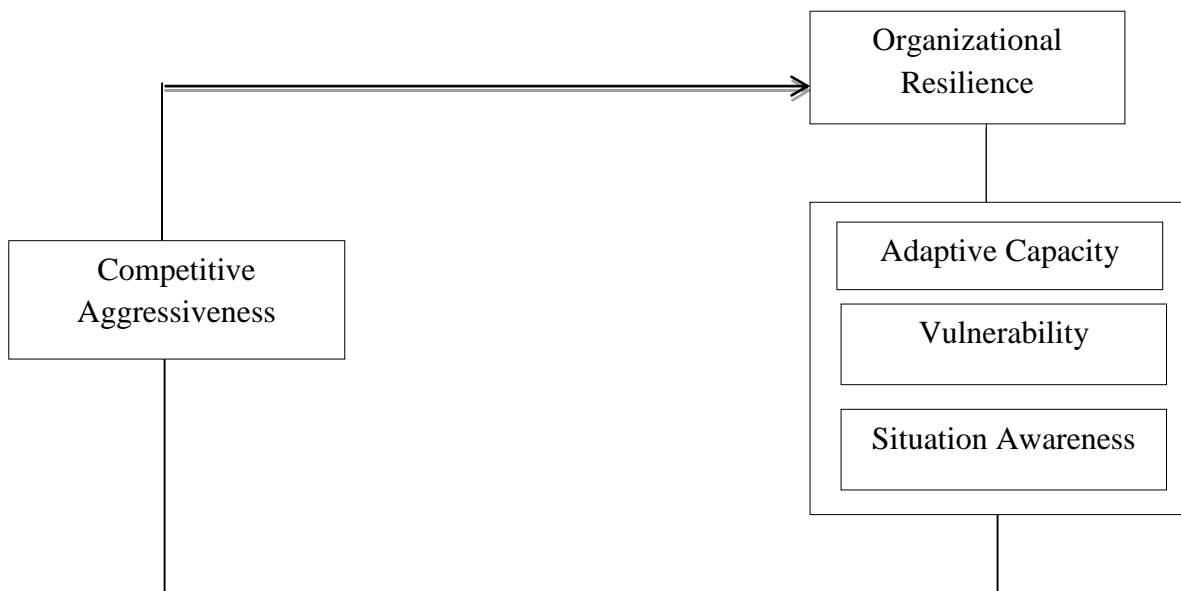 Organizational
Resilience
Competitive
Aggressiveness
Adaptive Capacity
Vulnerability
Situation Awareness